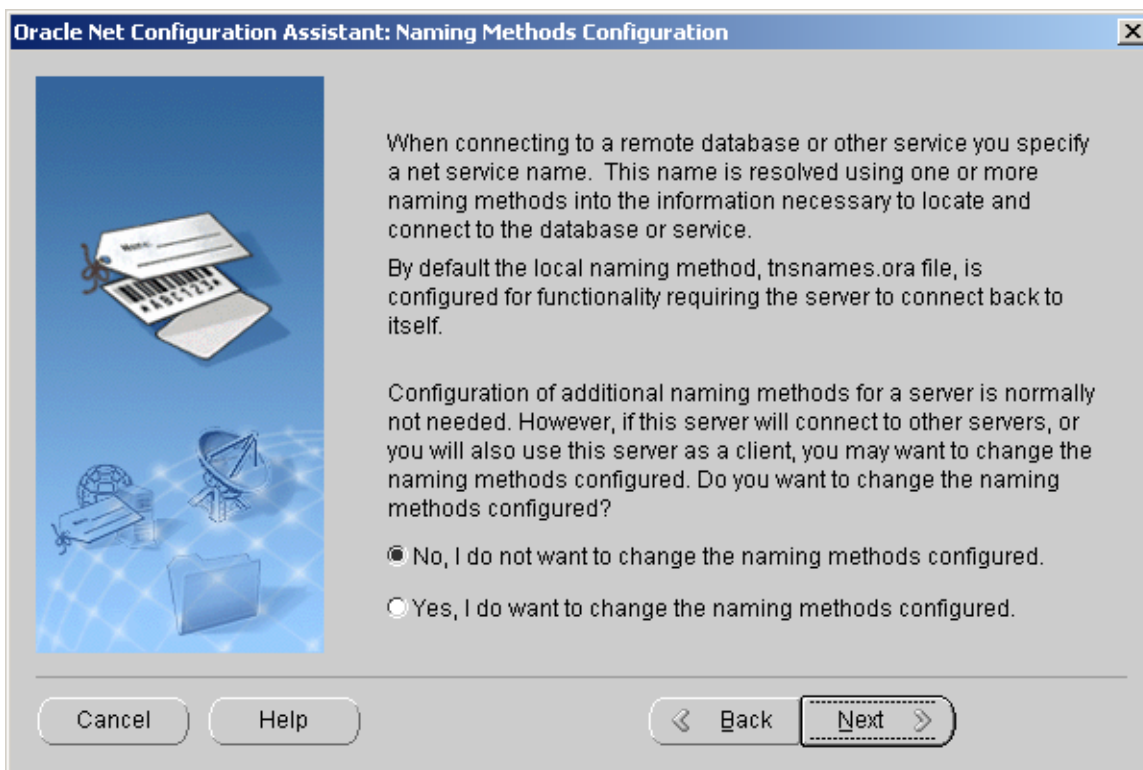 Oracle Net Configuration Assistant: Naming Methods Configuration
Name:
ABC123A
When connecting to a remote database or other service you specify
a net service name.  This name is resolved using one or more
naming methods into the information necessary to locate and
connect to the database or service.
By default the local naming method, tnsnames.ora file, is
configured for functionality requiring the server to connect back to
itself.
Configuration of additional naming methods for a server is normally
not needed. However, if this server will connect to other servers, or
you will also use this server as a client, you may want to change the
naming methods configured. Do you want to change the naming
methods configured?
No, I do not want to change the naming methods configured.
Yes, I do want to change the naming methods configured.
Cancel
Help
Back
Next